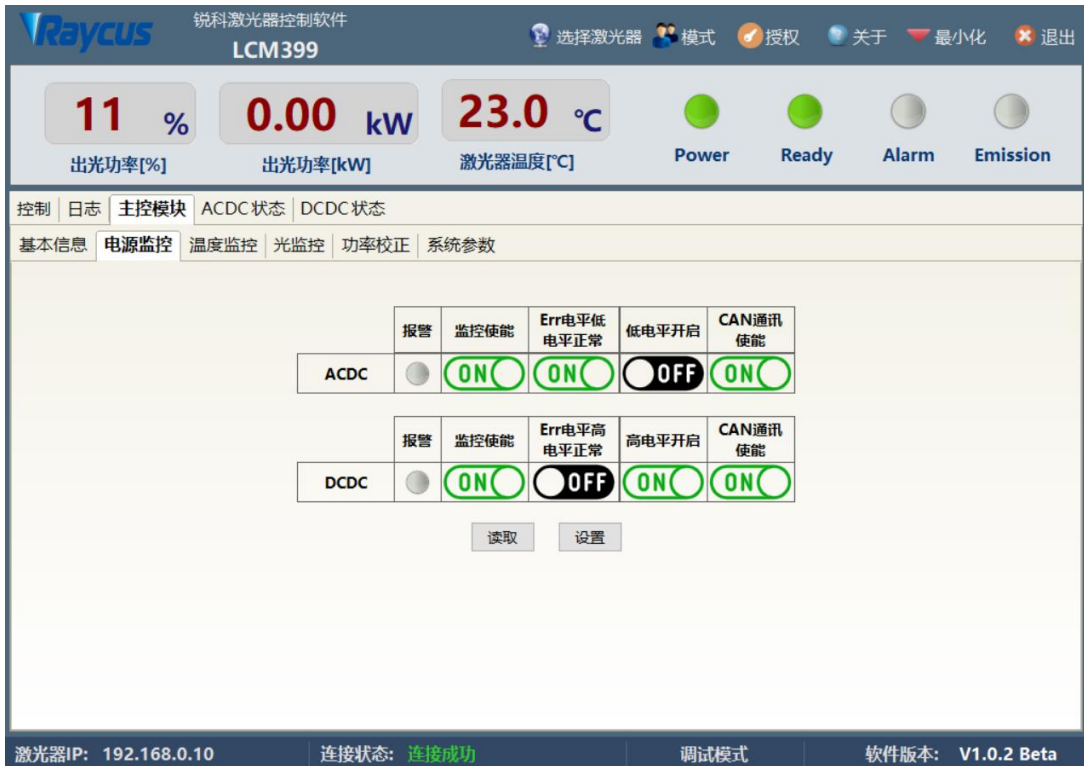 Raycus
锐科激光器控制软件
LCM399
选择激光器 模式 授权 关于 最小化 退出
11 % 0.00 kW 23.0 ℃
出光功率[%] 出光功率[kW] 激光器温度[℃] Power Ready Alarm Emission
控制 日志 主控模块 ACDC状态 DCDC状态
基本信息 电源监控 温度监控 光监控 功率校正 系统参数
报警 监控使能 Err电平低 低电平开启 CAN通讯
电平正常 使能
ACDC ON ON OFF ON
报警 监控使能 Err电平高 高电平开启 CAN通讯
电平正常 使能
DCDC ON OFF ON ON
读取 设置
激光器IP: 192.168.0.10 连接状态: 连接成功 调试模式 软件版本: V1.0.2 Beta